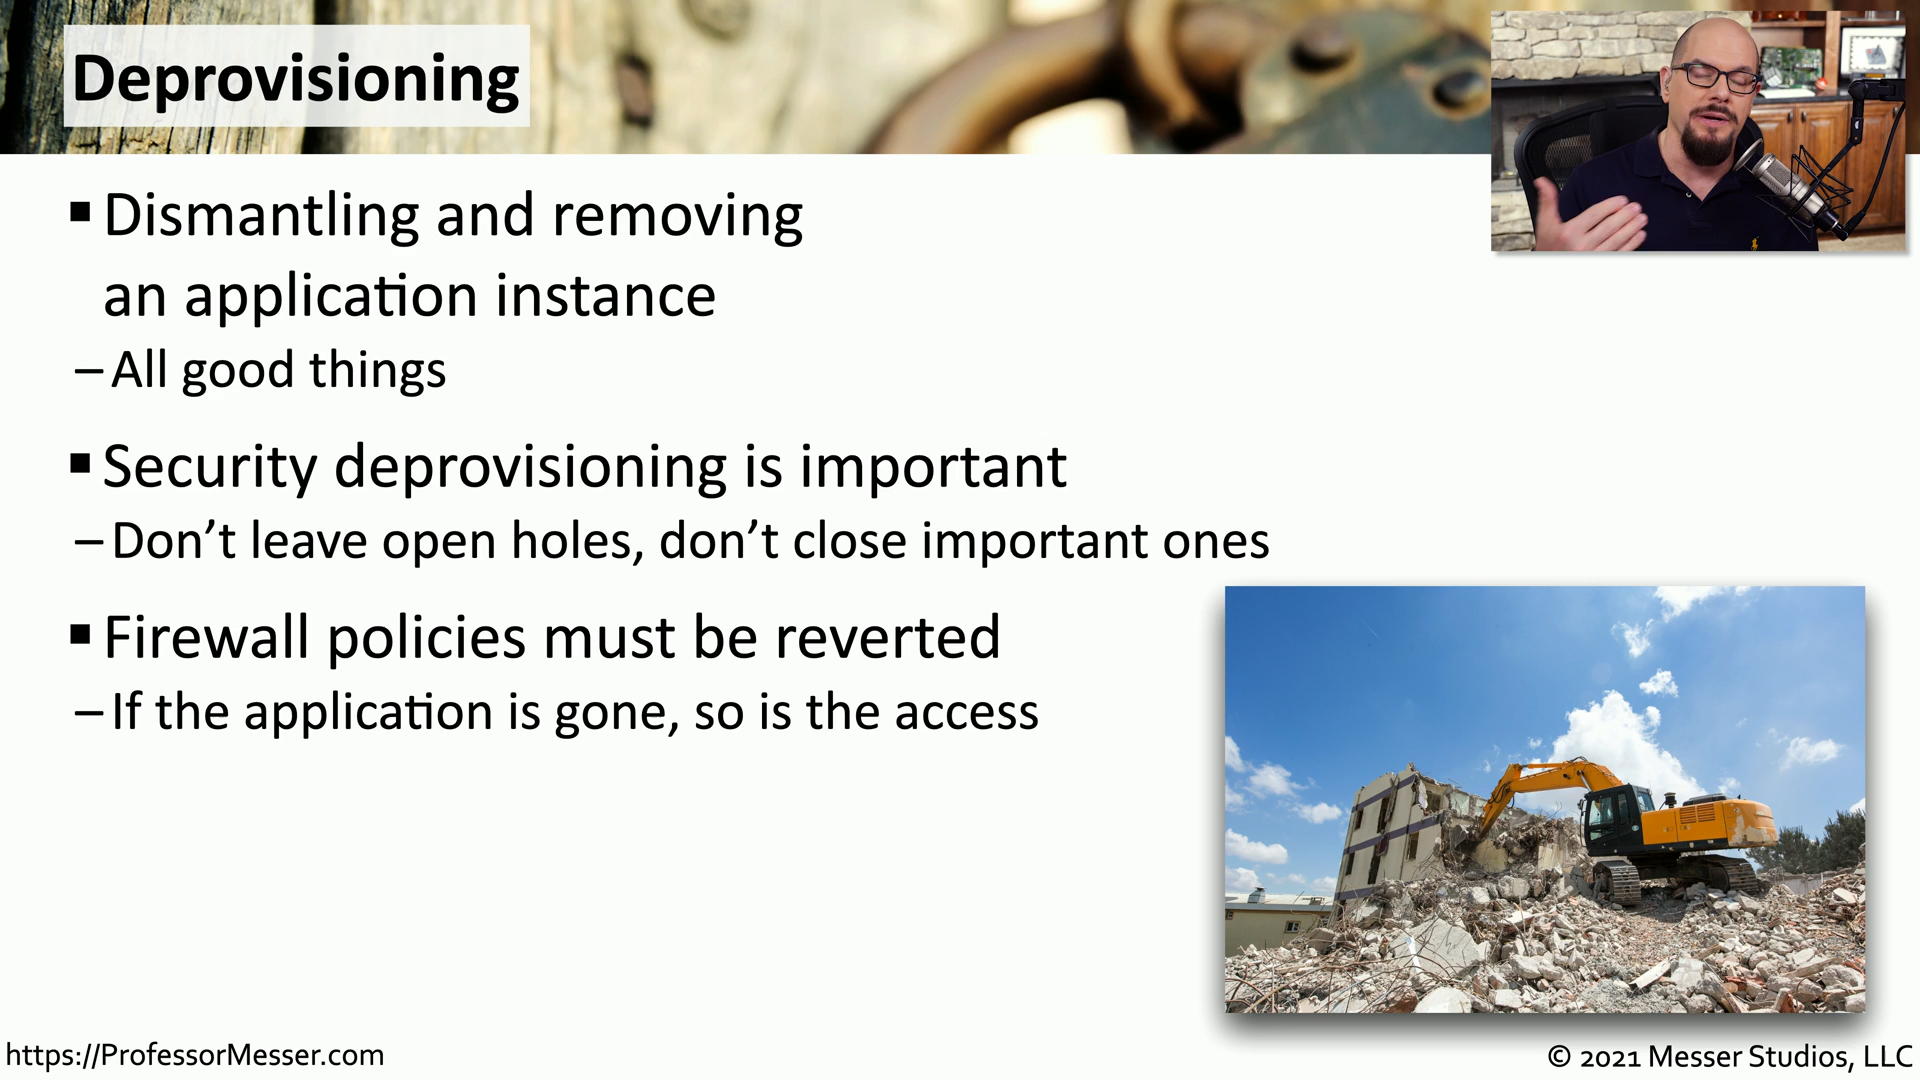 Deprovisioning
▪ Dismantling and removing
an application instance
– All good things
▪ Security deprovisioning is important
– Don’t leave open holes, don’t close important ones
▪ Firewall policies must be reverted
– If the application is gone, so is the access
https://ProfessorMesser.com
© 2021 Messer Studios, LLC